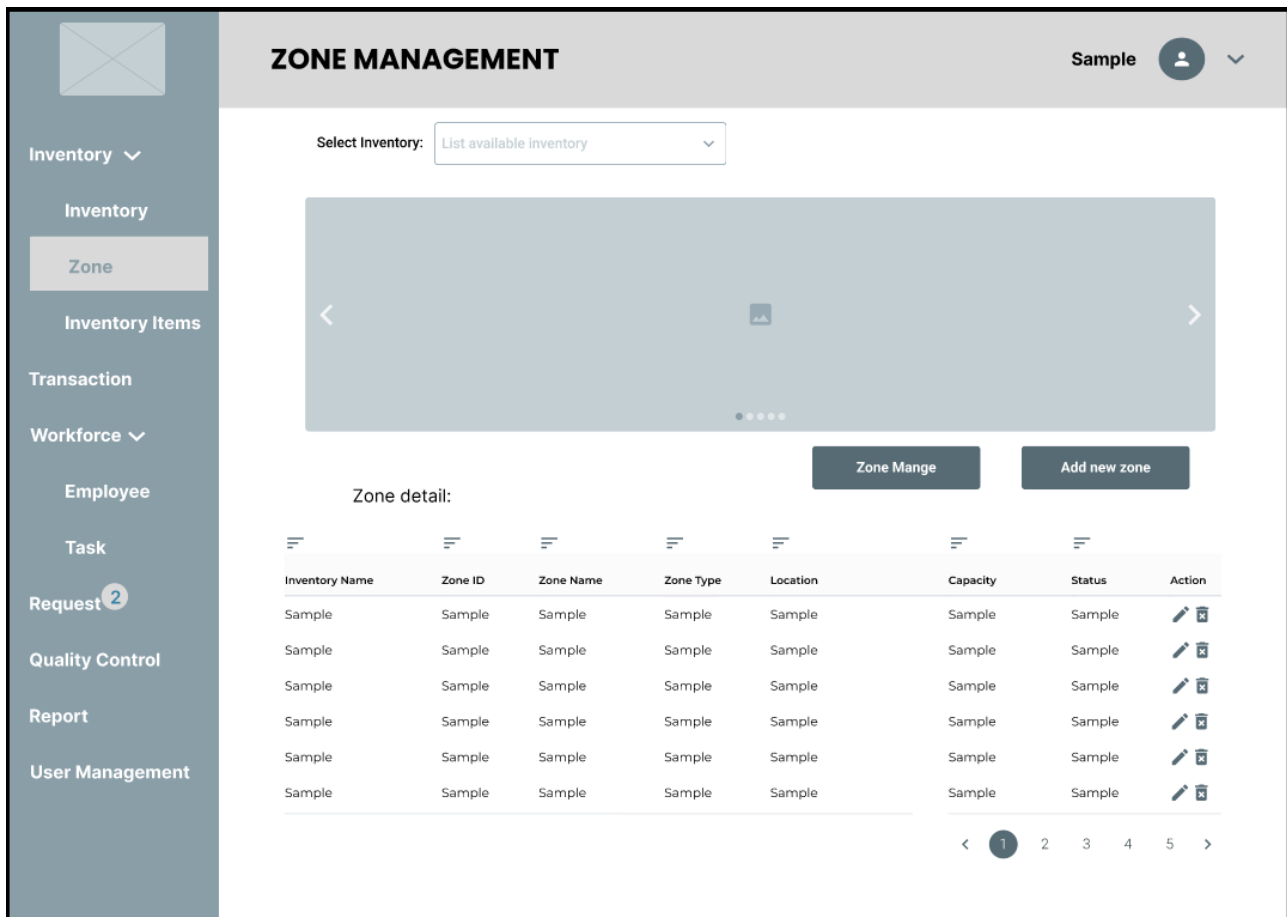 ZONE MANAGEMENT
Sample
Inventory
Inventory
Zone
Inventory Items
Transaction
Workforce
Employee
Task
Request 2
Quality Control
Report
User Management
Select Inventory: List available inventory
Zone Mange
Add new zone
Zone detail:
Inventory Name Zone ID Zone Name Zone Type Location Capacity Status Action
Sample Sample Sample Sample Sample Sample Sample
Sample Sample Sample Sample Sample Sample Sample
Sample Sample Sample Sample Sample Sample Sample
Sample Sample Sample Sample Sample Sample Sample
Sample Sample Sample Sample Sample Sample Sample
Sample Sample Sample Sample Sample Sample Sample
1 2 3 4 5